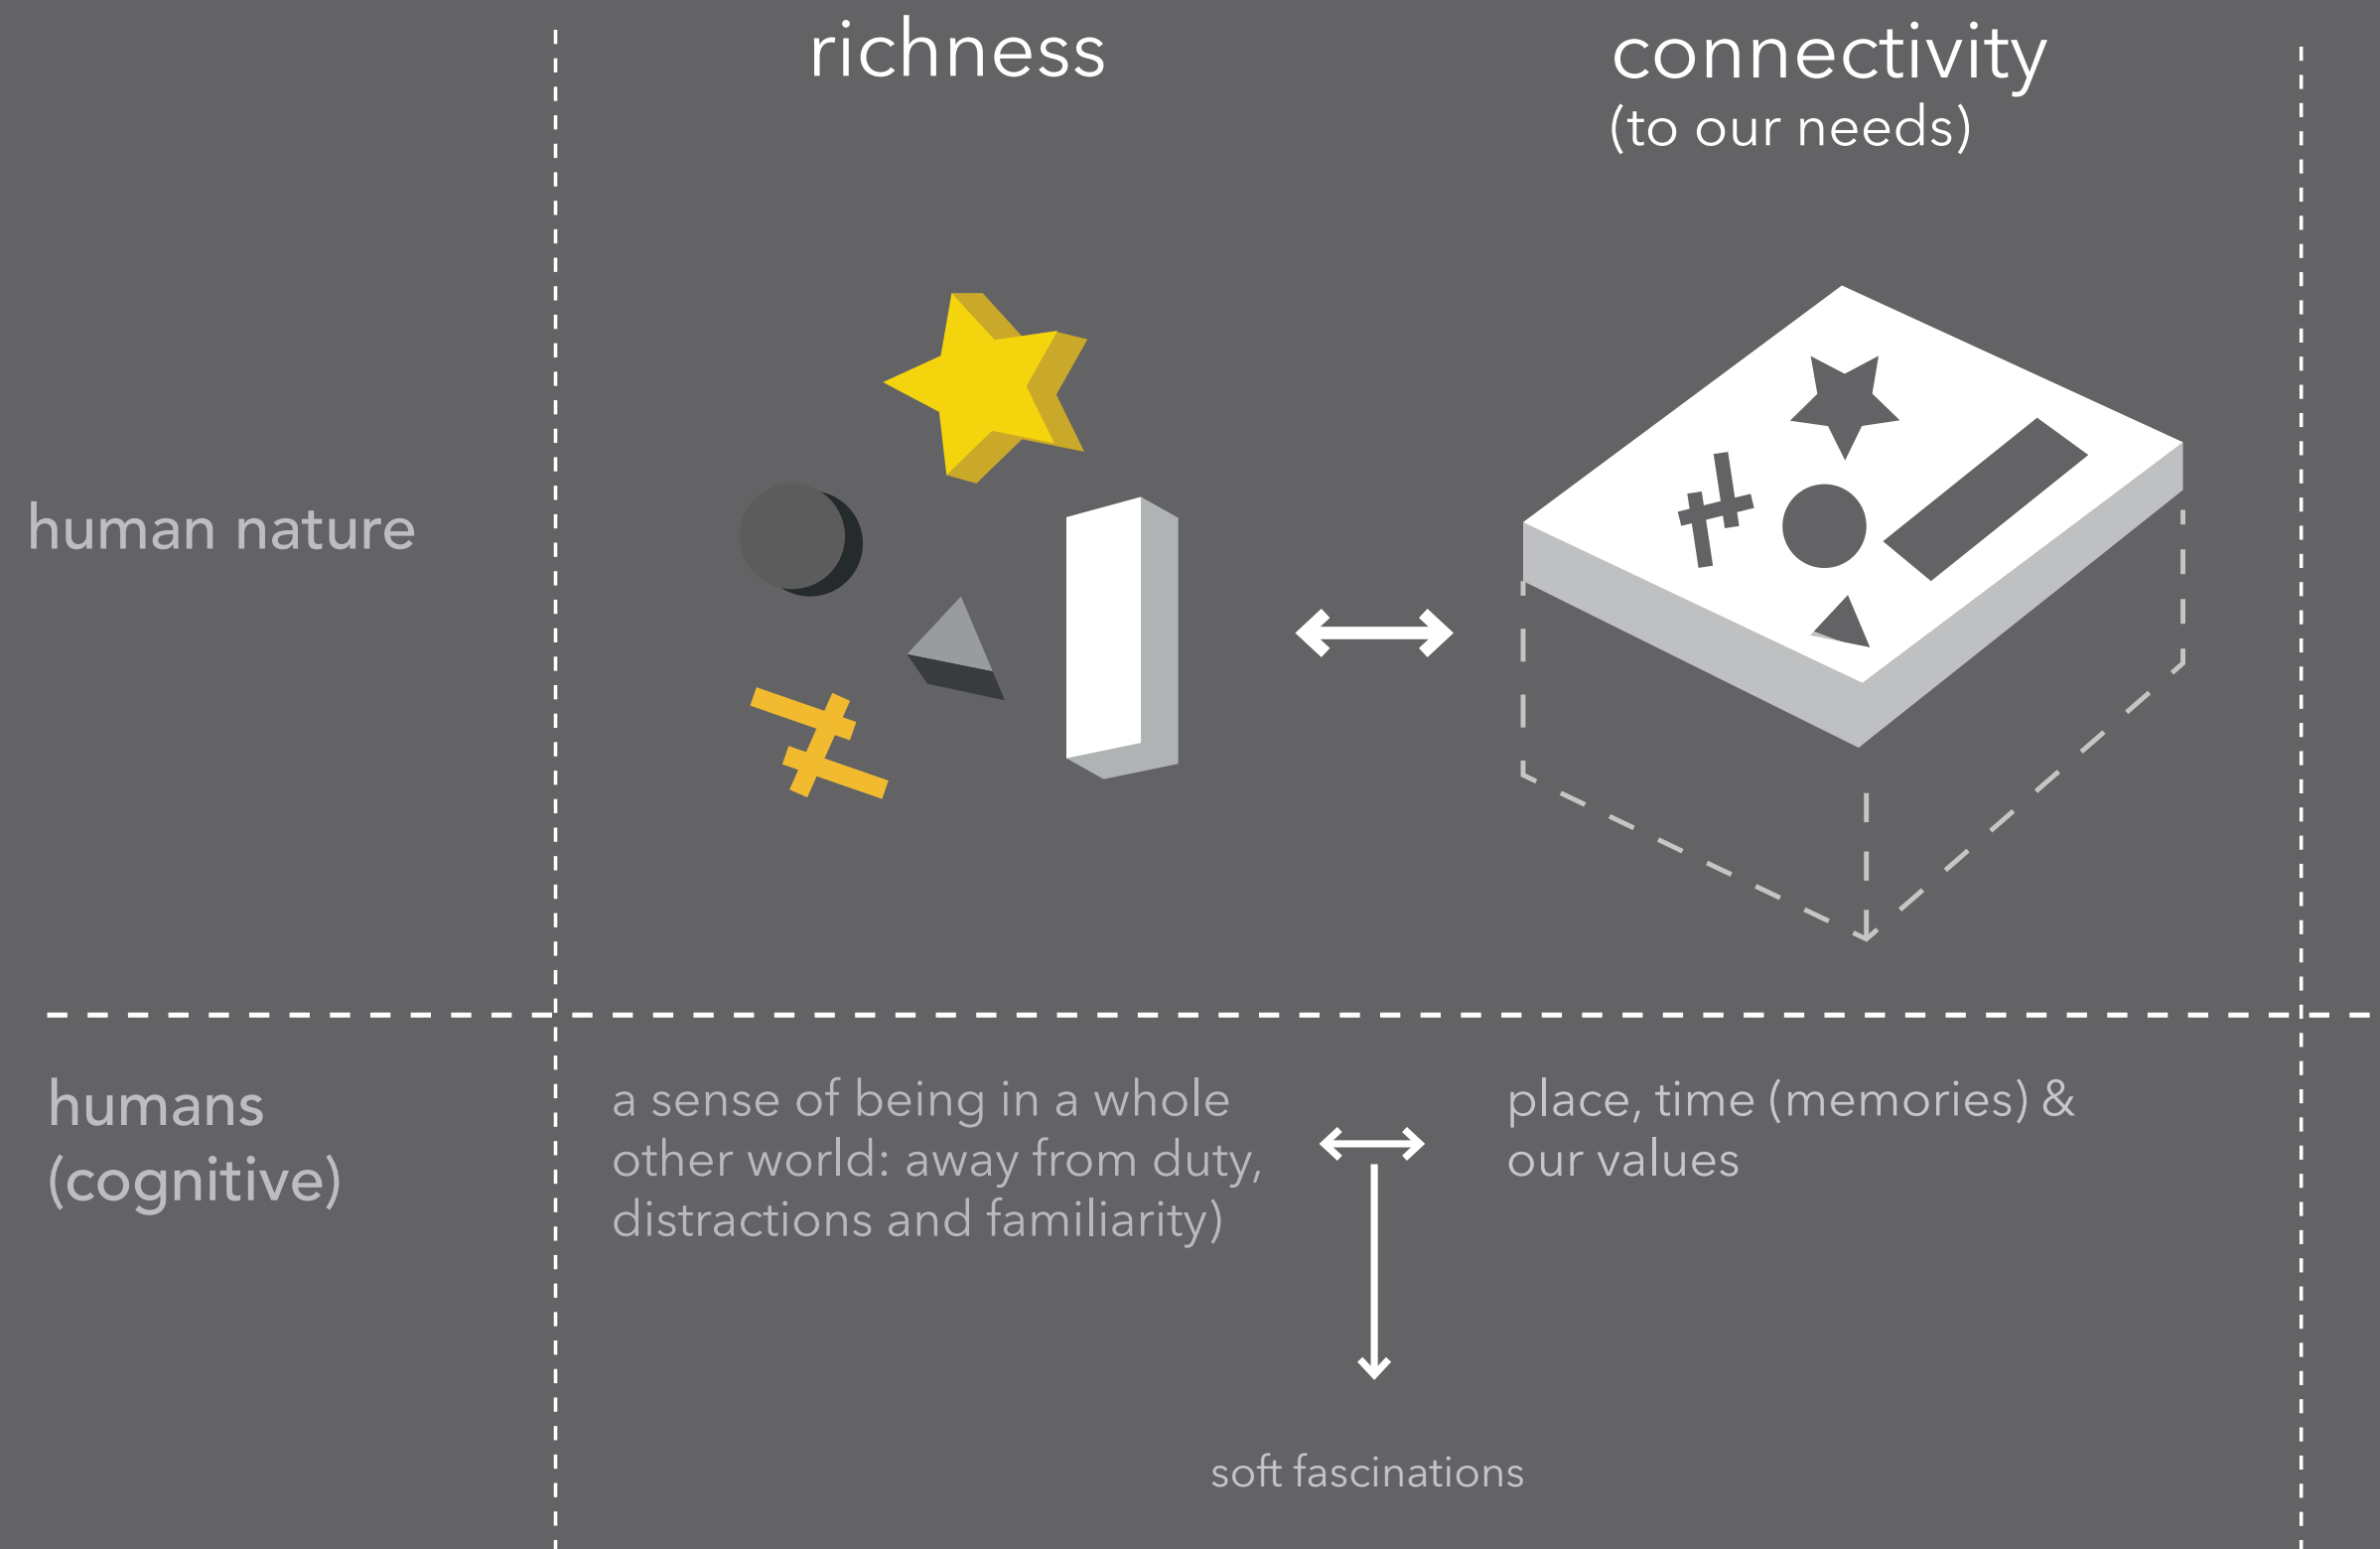 richness
connectivity
(to our needs)
human nature
humans
(cognitive)
a sense of being in a whole
other world: away from duty,
distractions and familiarity)
place, time (memories) &
our values
soft fascinations